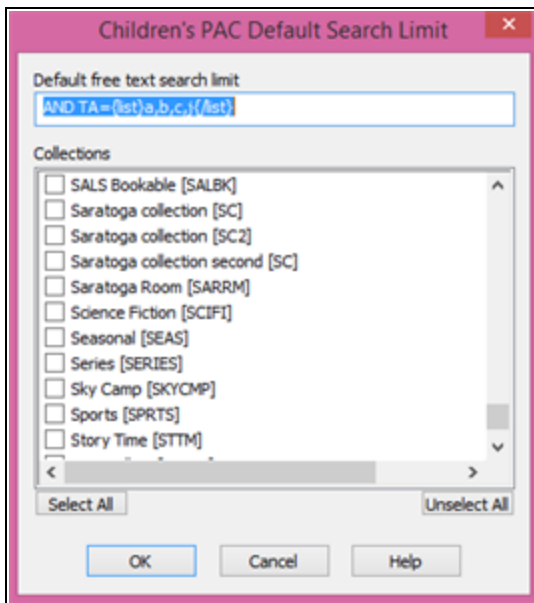 Children's PAC Default Search Limit
Default free text search limit
AND TA={list}a,b,c,j{/list}
Collections
SALS Bookable [SALBK]
Saratoga collection [SC]
Saratoga collection [SC2]
Saratoga collection second [SC]
Saratoga Room [SARRM]
Science Fiction [SCIFI]
Seasonal [SEAS]
Series [SERIES]
Sky Camp [SKYCMP]
Sports [SPRTS]
Story Time [STTM]
Select All Unselect All
OK Cancel Help